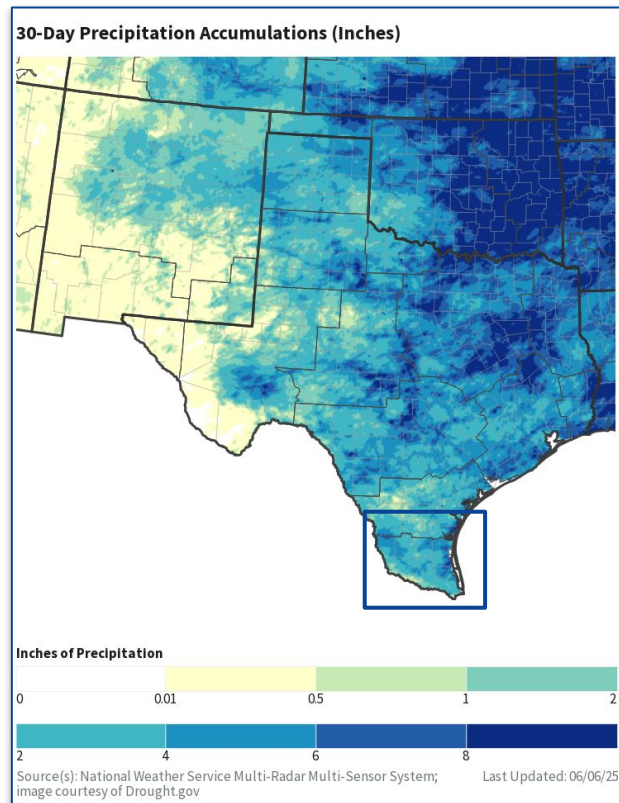 30-Day Precipitation Accumulations (Inches)
Inches of Precipitation
0 0.01 0.5 1 2
2 4 6 8
Source(s): National Weather Service Multi-Radar Multi-Sensor System; Last Updated: 06/06/25
image courtesy of Drought.gov